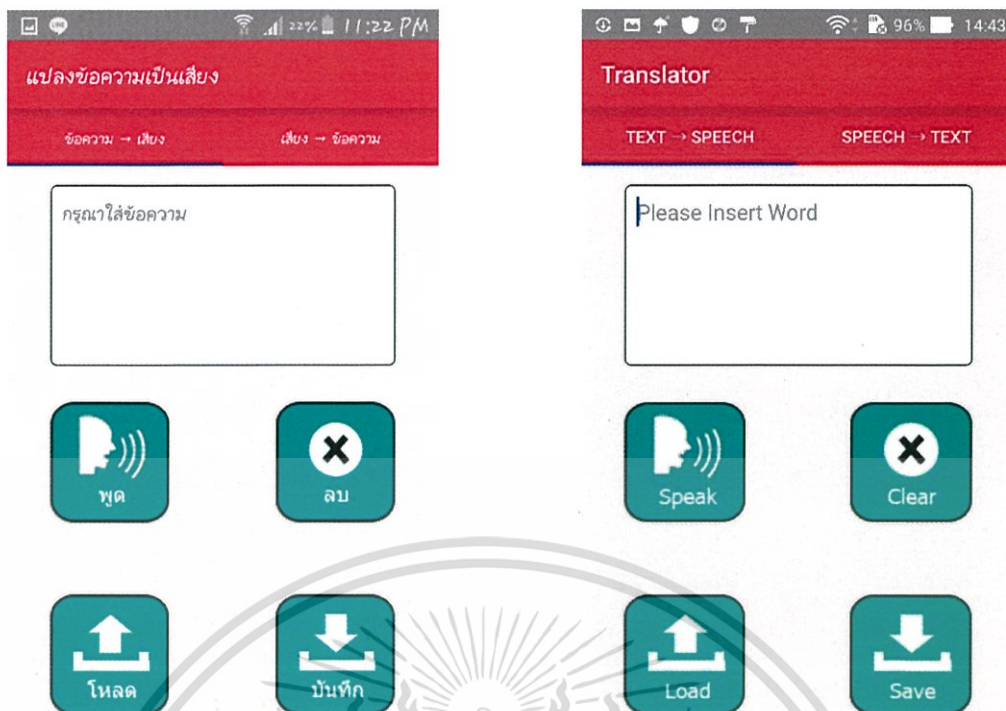 22% 11:22 PM
แปลงข้อความเป็นเสียง
ข้อความ → เสียง เสียง → ข้อความ
กรุณาใส่ข้อความ
พูด ลบ
โหลด บันทึก
96% 14:43
Translator
TEXT → SPEECH SPEECH → TEXT
Please Insert Word
Speak Clear
Load Save